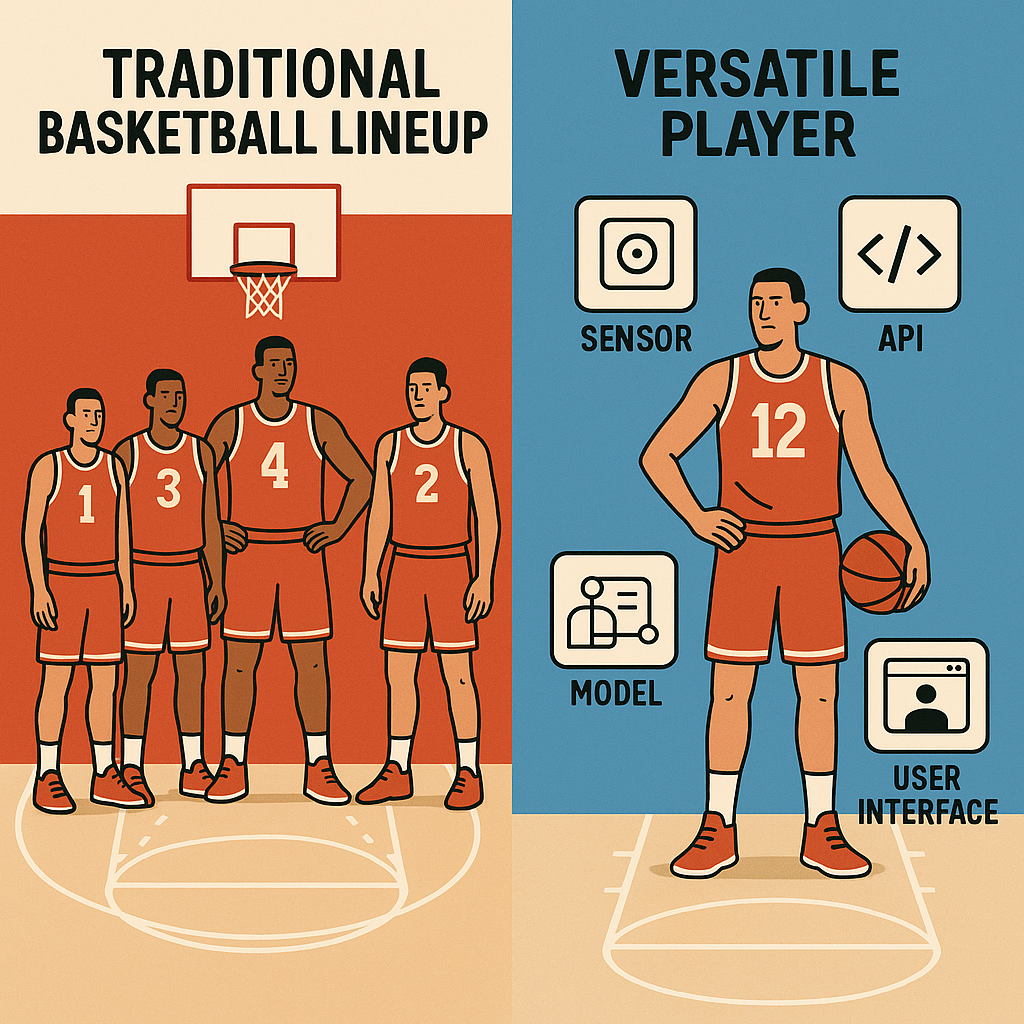 TRADITIONAL
BASKETBALL LINEUP
1
3
4
2
VERSATILE
PLAYER
SENSOR
</>
API
12
MODEL
USER
INTERFACE